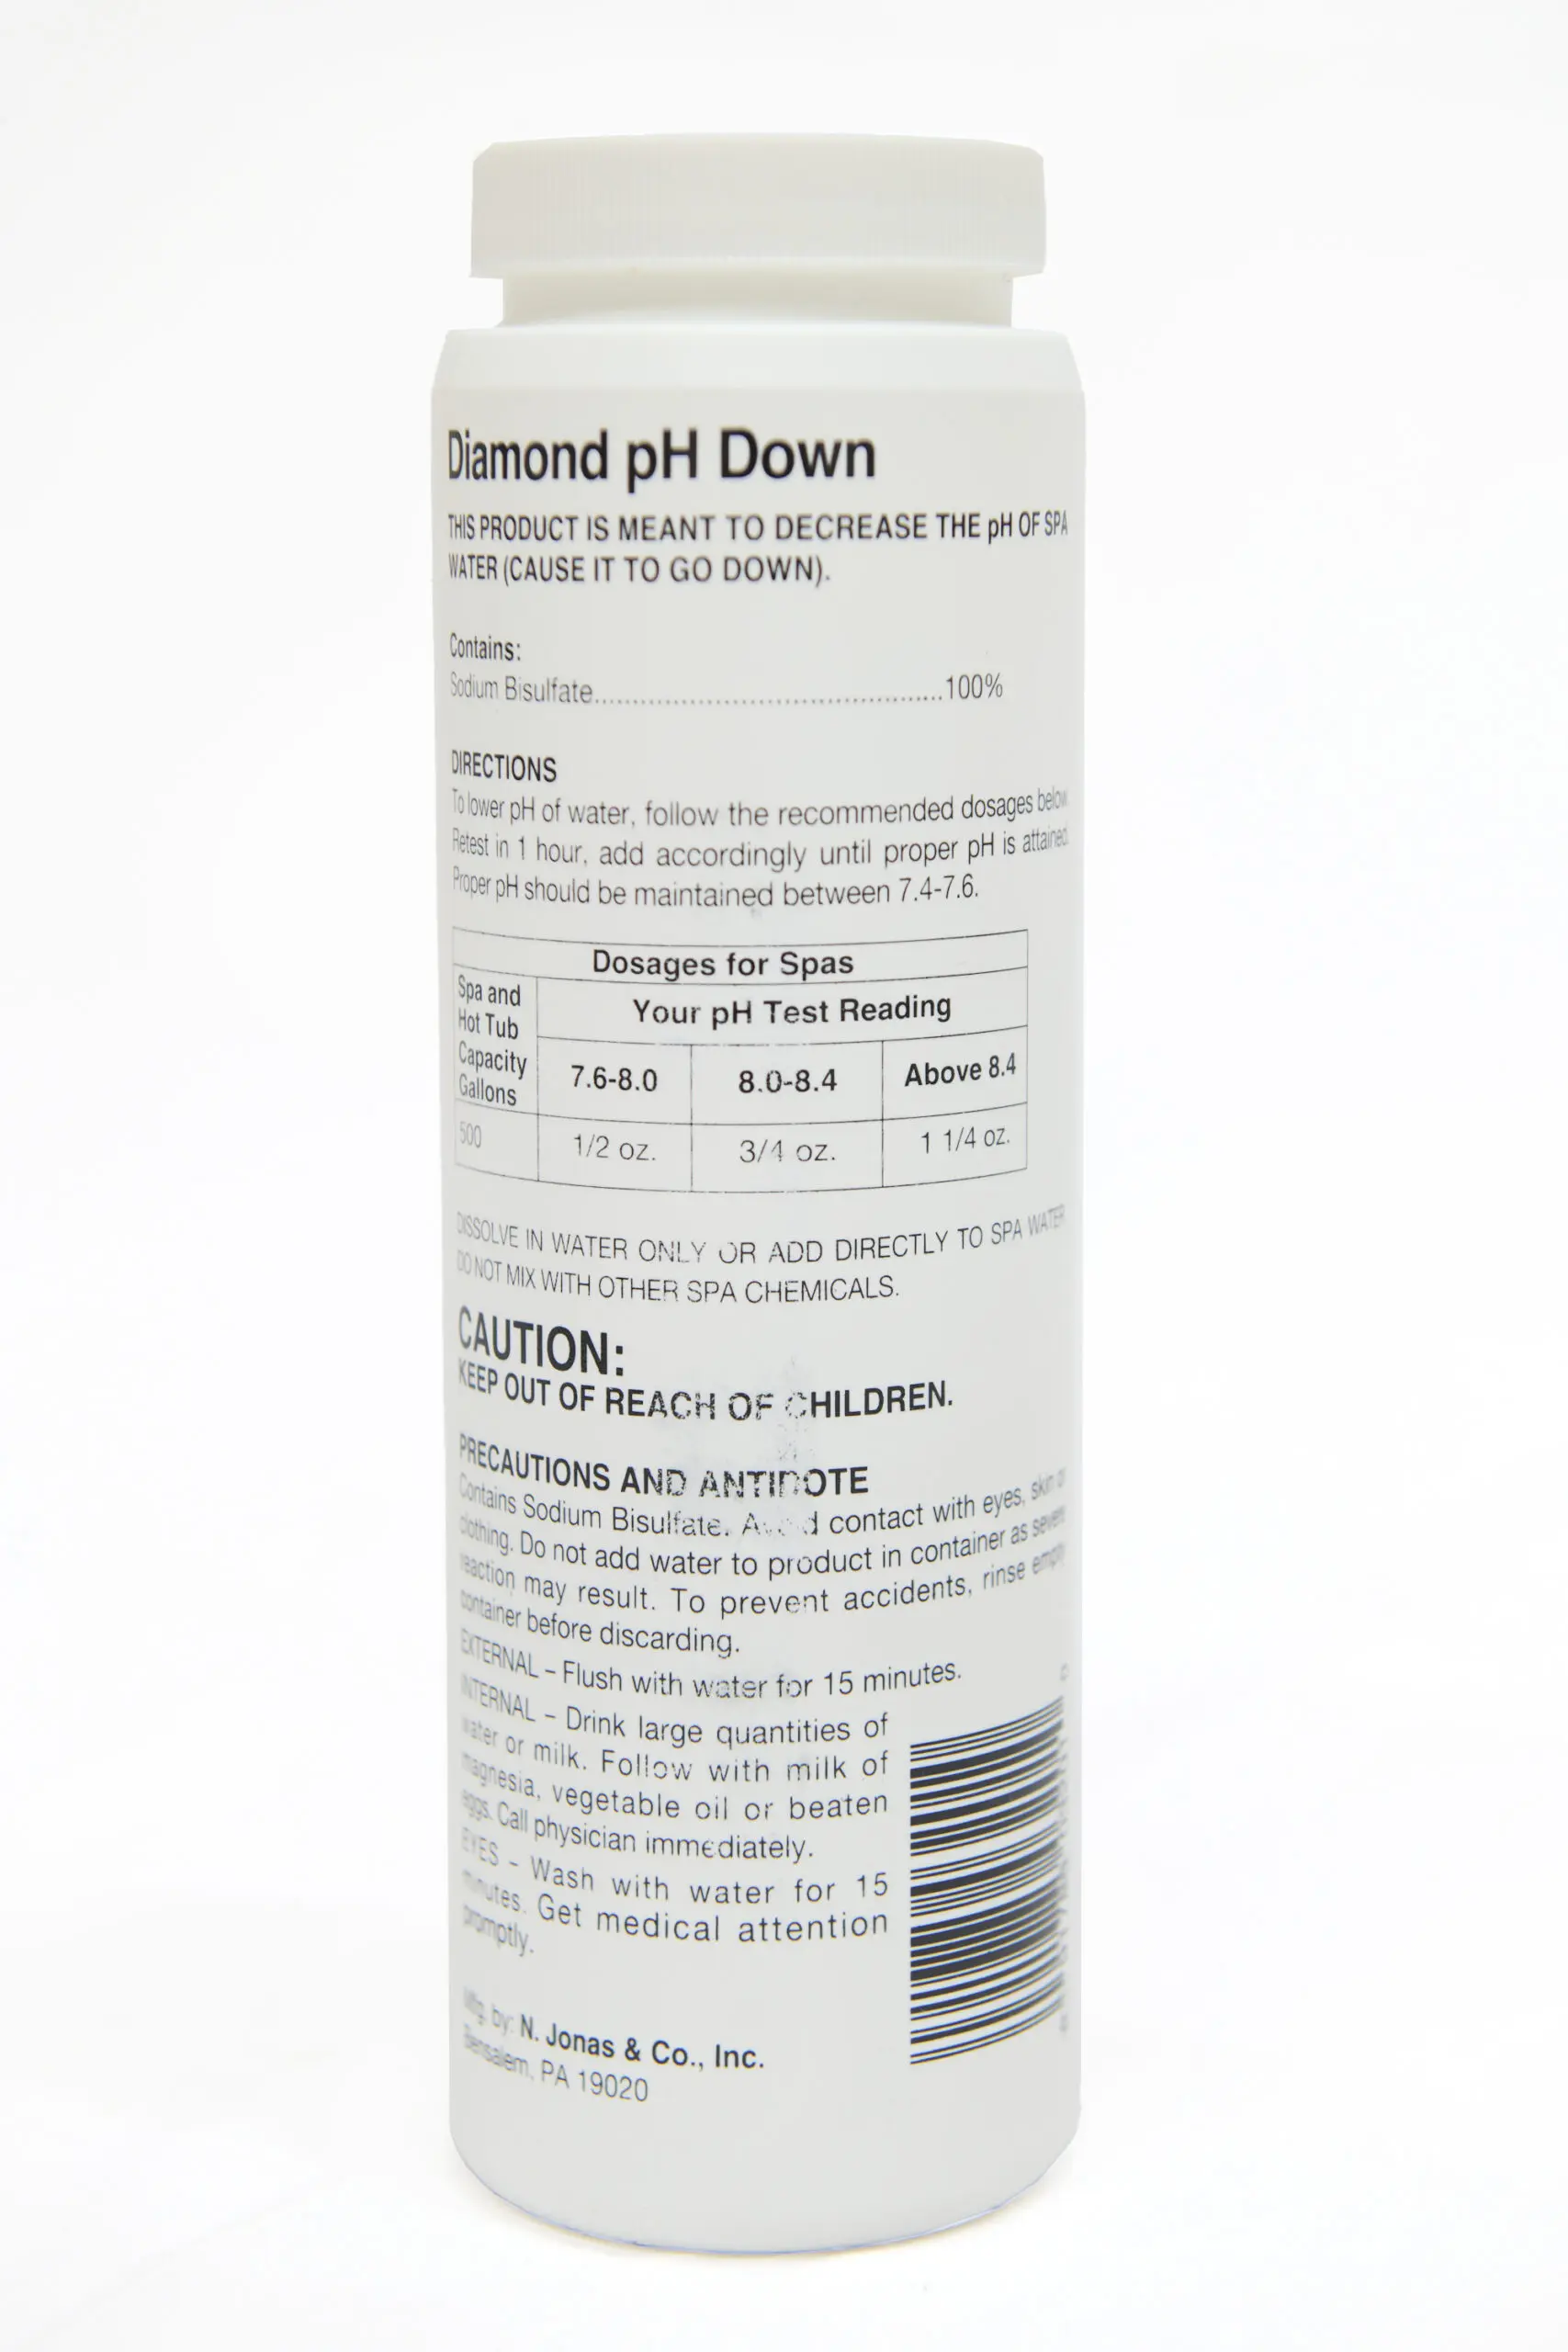 Diamond pH Down
THIS PRODUCT IS MEANT TO DECREASE THE pH OF SPA
WATER (CAUSE IT TO GO DOWN).
Contains:
Sodium Bisulfate..............................................100%
DIRECTIONS
To lower pH of water, follow the recommended dosages below.
Retest in 1 hour, add accordingly until proper pH is attained.
Proper pH should be maintained between 7.4-7.6.
Dosages for Spas
Spa and
Hot Tub
Capacity
Gallons
Your pH Test Reading
7.6-8.0 8.0-8.4 Above 8.4
500 1/2 oz. 3/4 oz. 1 1/4 oz.
DISSOLVE IN WATER ONLY OR ADD DIRECTLY TO SPA WATER
DO NOT MIX WITH OTHER SPA CHEMICALS.
CAUTION:
KEEP OUT OF REACH OF CHILDREN.
PRECAUTIONS AND ANTIDOTE
Contains Sodium Bisulfate. Avoid contact with eyes, skin or
clothing. Do not add water to product in container as severe
reaction may result. To prevent accidents, rinse empty
container before discarding.
EXTERNAL – Flush with water for 15 minutes.
INTERNAL – Drink large quantities of
water or milk. Follow with milk of
magnesia, vegetable oil or beaten
eggs. Call physician immediately.
EYES – Wash with water for 15
minutes. Get medical attention
promptly.
Mfg. by: N. Jonas & Co., Inc.
Bensalem, PA 19020